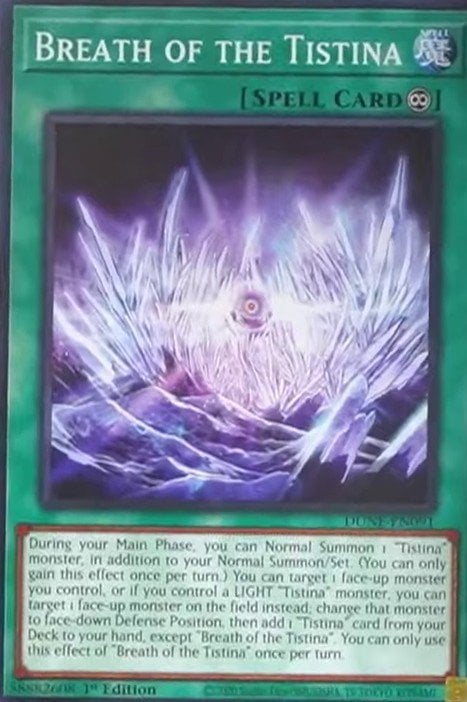 BREATH OF THE TISTINA
[SPELL CARD]
DUNE-EN091
During your Main Phase, you can Normal Summon 1 "Tistina"
monster, in addition to your Normal Summon/Set. (You can only
gain this effect once per turn.) You can target 1 face-up monster
you control, or if you control a LIGHT "Tistina" monster, you can
target 1 face-up monster on the field instead; change that monster
to face-down Defense Position, then add 1 "Tistina" card from your
Deck to your hand, except "Breath of the Tistina". You can only use
this effect of "Breath of the Tistina" once per turn.
1st Edition